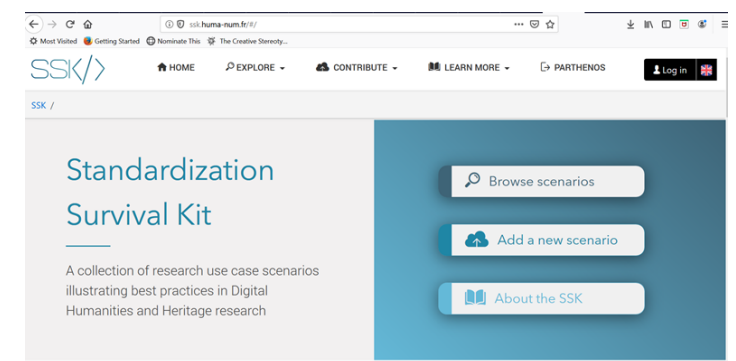 ssk.huma-num.fr/#/
Most Visited Getting Started Nominate This The Creative Stereoty...
SSK</> HOME EXPLORE CONTRIBUTE LEARN MORE PARTHENOS Log in
SSK /
Standardization
Survival Kit
A collection of research use case scenarios
illustrating best practices in Digital
Humanities and Heritage research
Browse scenarios
Add a new scenario
About the SSK